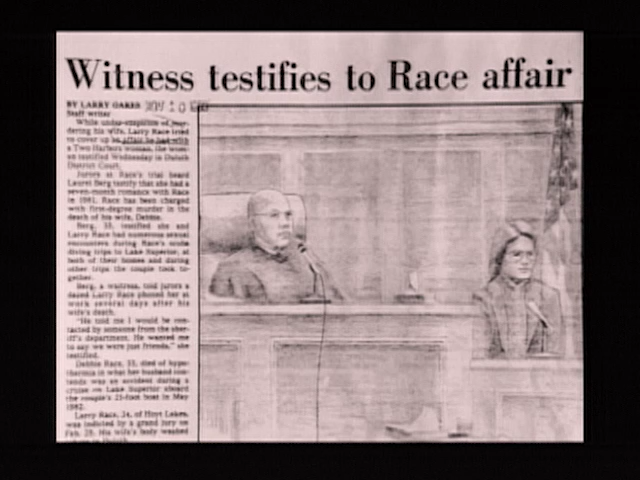 Witness testifies to Race affair
BY LARRY OAKES
Staff writer
While under suspicion of mur-
dering his wife, Larry Race tried
to cover up an affair he had with
a Two Harbors woman, the wom-
an testified Wednesday in Duluth
District Court.
Jurors at Race's trial heard
Laurel Berg testify that she had a
seven-month romance with Race
in 1981. Race has been charged
with first-degree murder in the
death of his wife, Debbie.
Berg, 33, testified she and
Larry Race had numerous sexual
encounters during Race's scuba
diving trips to Lake Superior, at
both of their homes and during
other trips the couple took to-
gether.
Berg, a waitress, told jurors a
dazed Larry Race phoned her at
work several days after his
wife's death.
"He told me I would be con-
tacted by someone from the sher-
iff's department. He wanted me
to say we were just friends," she
testified.
Debbie Race, 33, died of hypo-
thermia in what her husband con-
tends was an accident during a
cruise on Lake Superior aboard
the couple's 21-foot boat in May
1982.
Larry Race, 34, of Hoyt Lakes,
was indicted by a grand jury on
Feb. 28. His wife's body washed